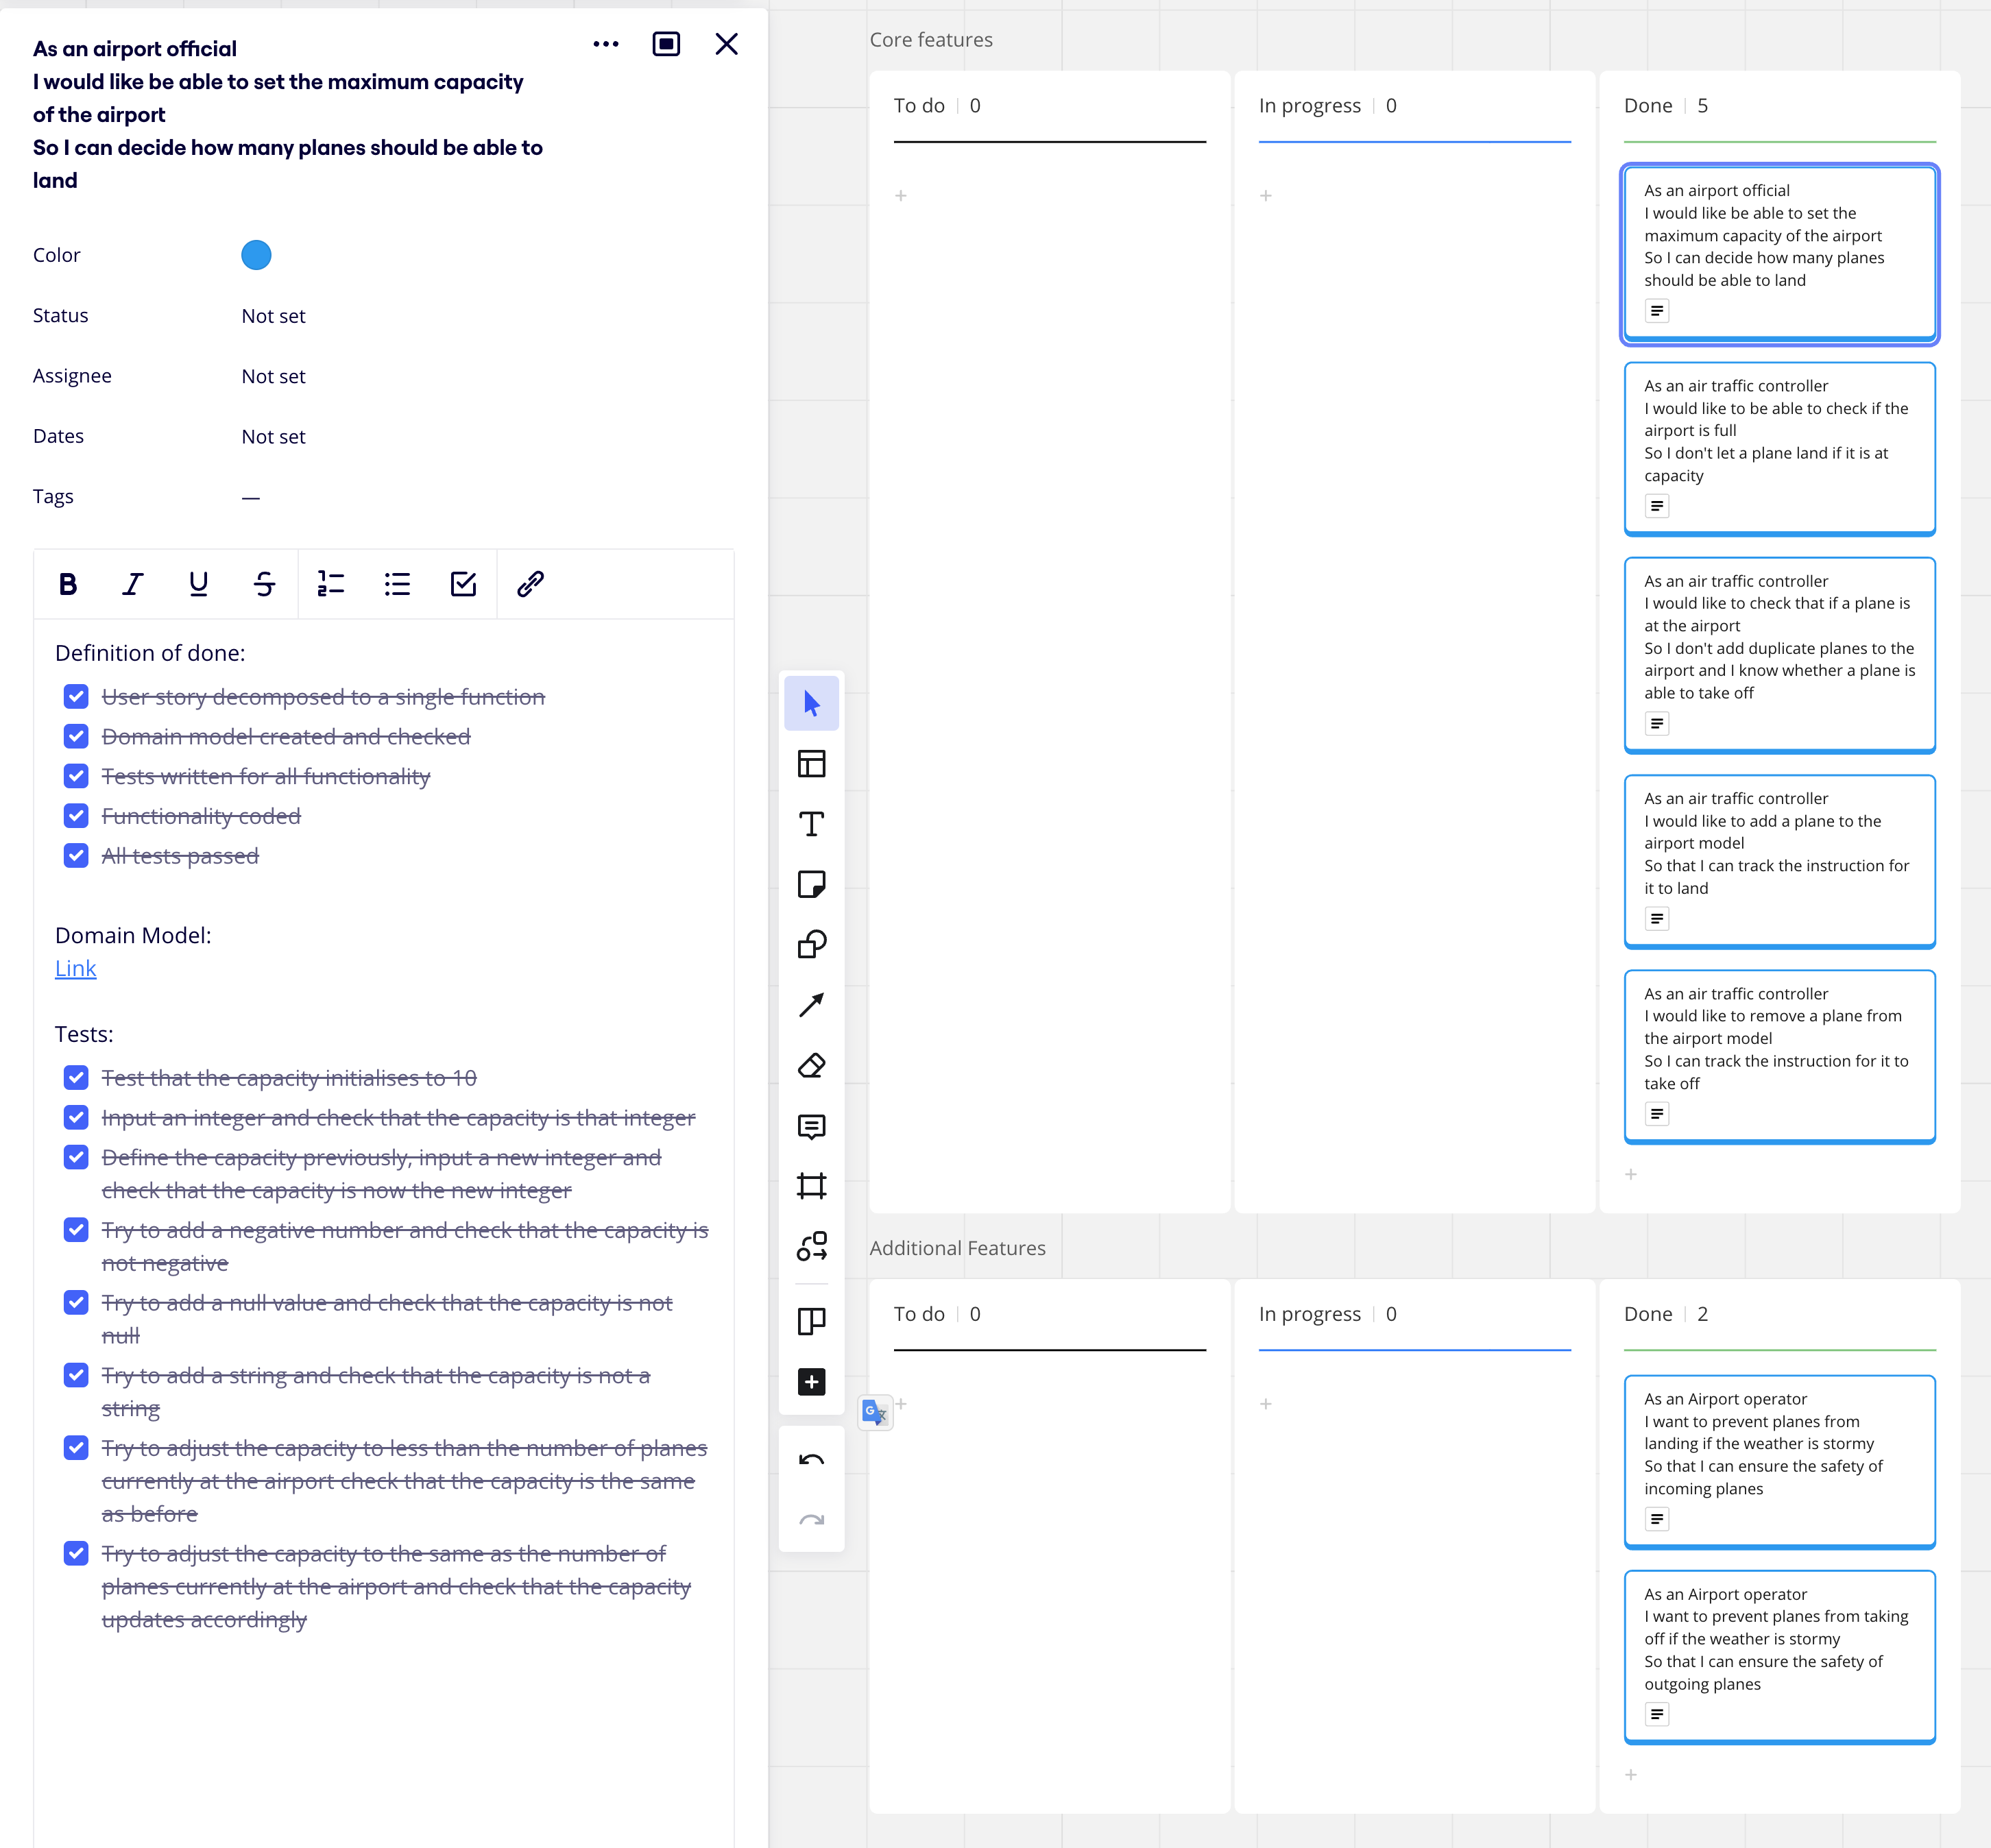 As an airport official
I would like be able to set the maximum capacity
of the airport
So I can decide how many planes should be able to
land
Color
Status
Not set
Assignee
Not set
Dates
Not set
Tags
—
B I U S
Definition of done:
User story decomposed to a single function
Domain model created and checked
Tests written for all functionality
Functionality coded
All tests passed
Domain Model:
Link
Tests:
Test that the capacity initialises to 10
Input an integer and check that the capacity is that integer
Define the capacity previously, input a new integer and
check that the capacity is now the new integer
Try to add a negative number and check that the capacity is
not negative
Try to add a null value and check that the capacity is not
null
Try to add a string and check that the capacity is not a
string
Try to adjust the capacity to less than the number of planes
currently at the airport check that the capacity is the same
as before
Try to adjust the capacity to the same as the number of
planes currently at the airport and check that the capacity
updates accordingly
Core features
To do 0
In progress 0
Done 5
As an airport official
I would like be able to set the
maximum capacity of the airport
So I can decide how many planes
should be able to land
As an air traffic controller
I would like to be able to check if the
airport is full
So I don't let a plane land if it is at
capacity
As an air traffic controller
I would like to check that if a plane is
at the airport
So I don't add duplicate planes to the
airport and I know whether a plane is
able to take off
As an air traffic controller
I would like to add a plane to the
airport model
So that I can track the instruction for
it to land
As an air traffic controller
I would like to remove a plane from
the airport model
So I can track the instruction for it to
take off
Additional Features
To do 0
In progress 0
Done 2
As an Airport operator
I want to prevent planes from
landing if the weather is stormy
So that I can ensure the safety of
incoming planes
As an Airport operator
I want to prevent planes from taking
off if the weather is stormy
So that I can ensure the safety of
outgoing planes